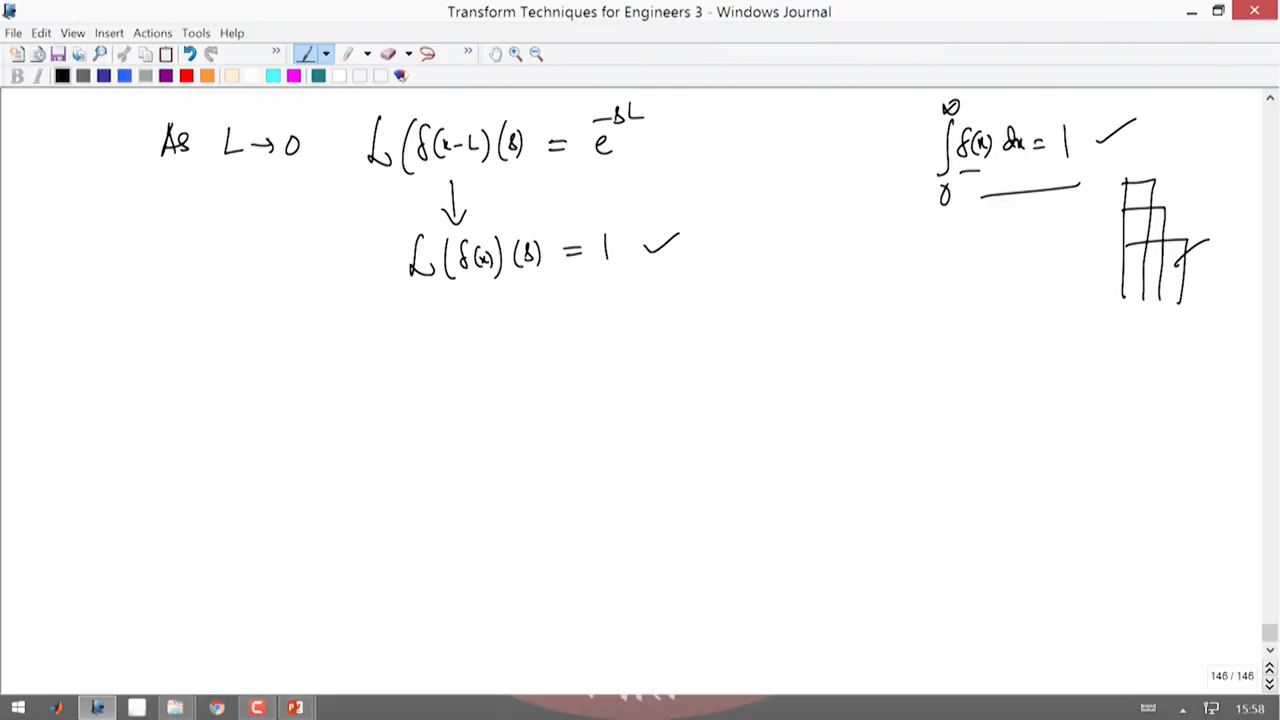 Transform Techniques for Engineers 3 - Windows Journal
File Edit View Insert Actions Tools Help
As L→0 ℒ(f(x-L)(s) = e^{-sL}
∫_0^∞ f(x) dx = 1 ✓
↓
ℒ(f(x))(s) = 1 ✓
146 / 146
15:58